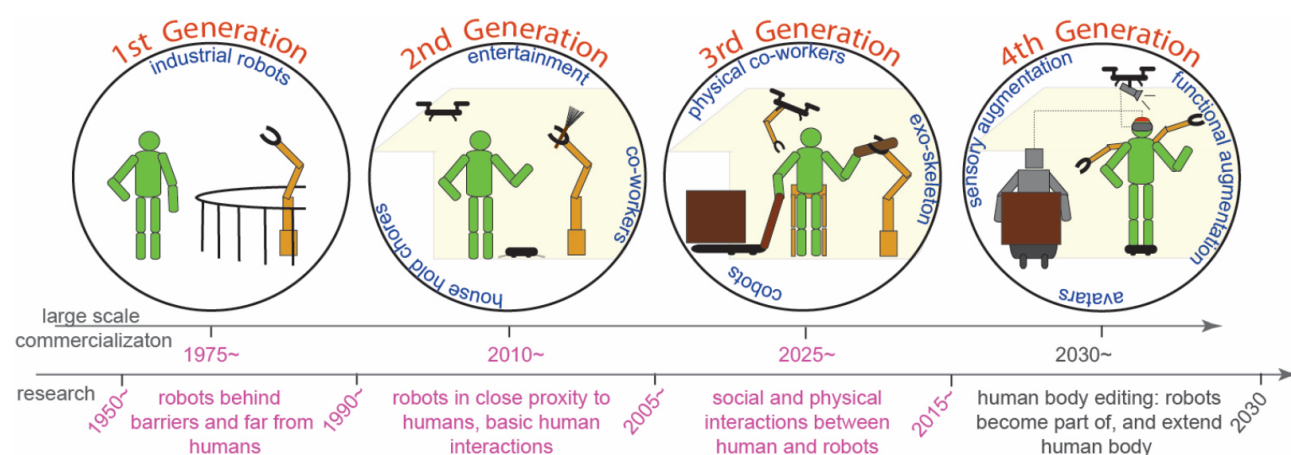 1st Generation
industrial robots
2nd Generation
entertainment
co-workers
house hold chores
3rd Generation
physical co-workers
exo-skeleton
cobots
4th Generation
sensory augmentation
functional augmentation
avatars
large scale
commercializaton
1975~
2010~
2025~
2030~
research
1950~
robots behind
barriers and far from
humans
1990~
robots in close proxity to
humans, basic human
interactions
2005~
social and physical
interactions between
human and robots
2015~
human body editing: robots
become part of, and extend
human body
2030